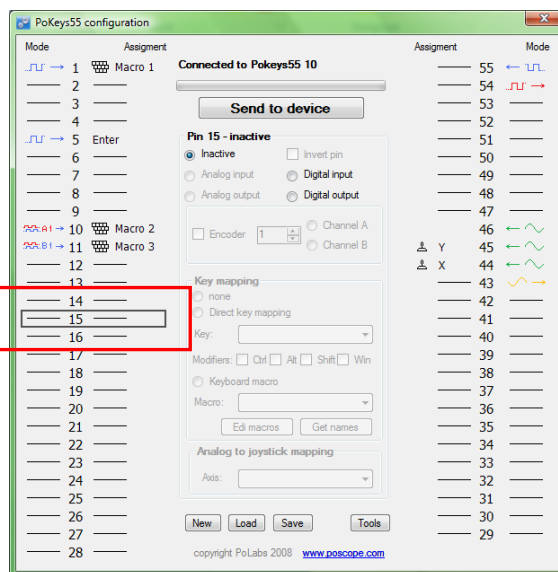 PoKeys55 configuration
Mode Assigment Assigment Mode
1 Macro 1
2
3
4
5 Enter
6
7
8
9
10 Macro 2
A1
11 Macro 3
B1
12
13
14
15
16
17
18
19
20
21
22
23
24
25
26
27
28
Connected to Pokeys55 10
Send to device
Pin 15 - inactive
Inactive Invert pin
Analog input Digital input
Analog output Digital output
Encoder 1 Channel A
Channel B
Key mapping
none
Direct key mapping
Key:
Modifiers: Ctrl Alt Shift Win
Keyboard macro
Macro:
Edi macros Get names
Analog to joystick mapping
Axis:
New Load Save Tools
copyright PoLabs 2008 www.poscope.com
55
54
53
52
51
50
49
48
47
46
Y 45
X 44
43
42
41
40
39
38
37
36
35
34
33
32
31
30
29